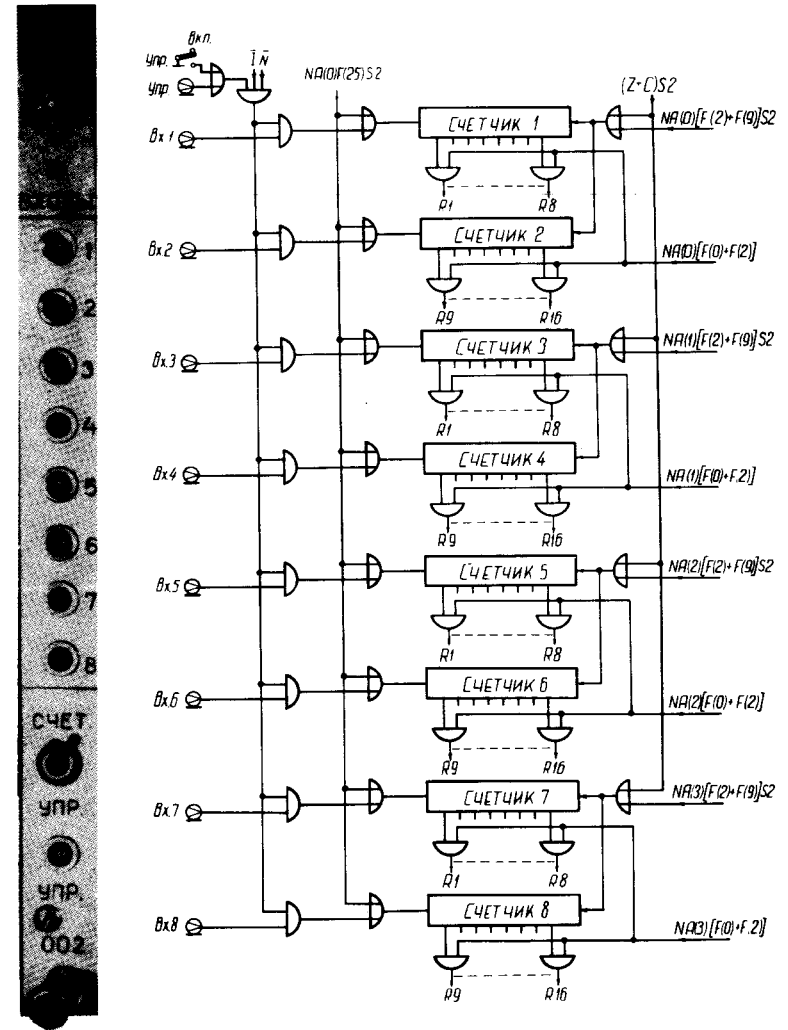 Вкл.
Упр.
Упр.
Ī N̄
NA(0)F(25)S2
(Z+C)S2
Вх 1
СЧЕТЧИК 1
NA(0)[F(2)+F(9)]S2
R1 R8
Вх2
СЧЕТЧИК 2
NA(0)[F(0)+F(2)]
R9 R16
Вх.3
СЧЕТЧИК 3
NA(1)[F(2)+F(9)]S2
R1 R8
Вх4
СЧЕТЧИК 4
NA(1)[F(0)+F.2)]
R9 R16
Вх.5
СЧЕТЧИК 5
NA(2)[F(2)+F(9)]S2
R1 R8
Вх.6
СЧЕТЧИК 6
NA(2)[F(0)+F(2)]
R9 R16
Вх.7
СЧЕТЧИК 7
NA(3)[F(2)+F(9)]S2
R1 R8
Вх.8
СЧЕТЧИК 8
NA(3)[F(0)+F.2)]
R9 R16
1
2
3
4
5
6
7
8
СЧЕТ
УПР.
УПР.
002